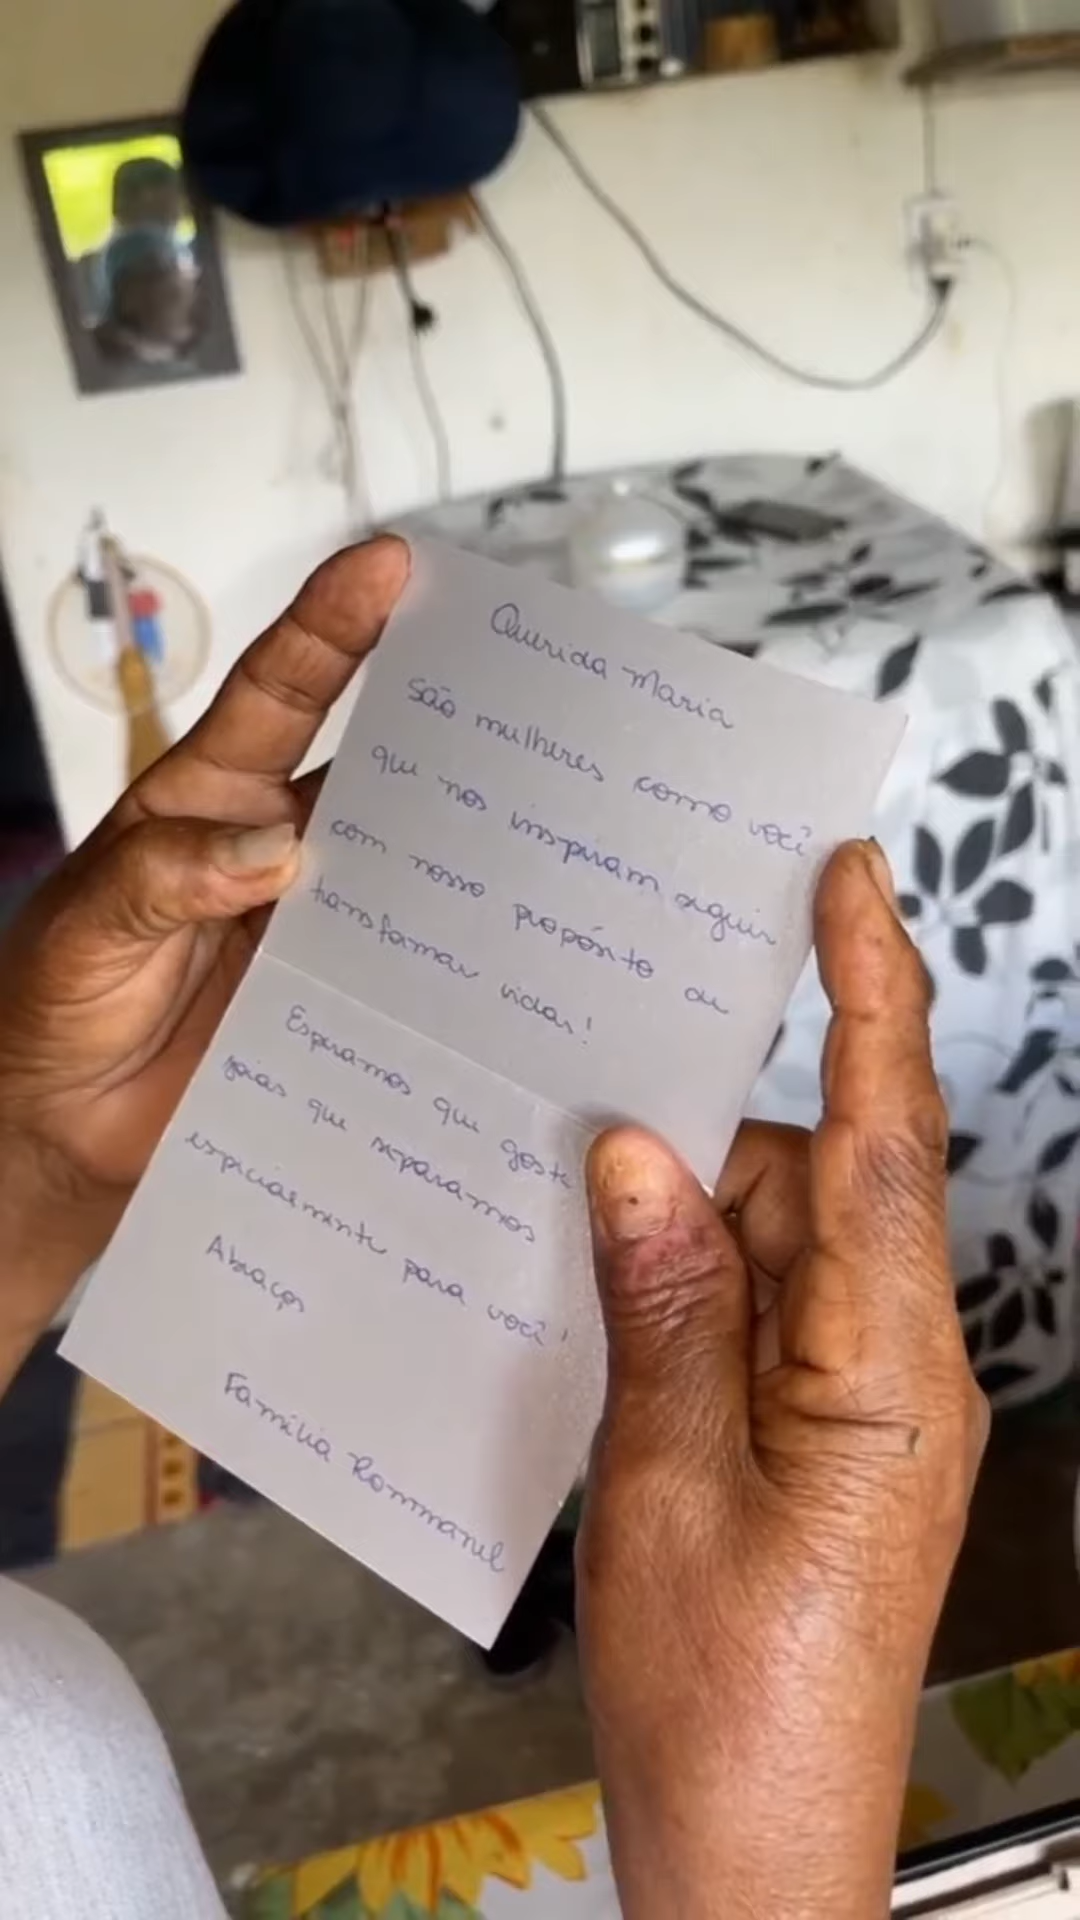 Querida Maria
São mulheres como você
que nos inspiram seguir
com nosso propósito de
transformar vidas!
Esperamos que goste
joias que separamos
especialmente para você!
Abraços
Família Rommanel